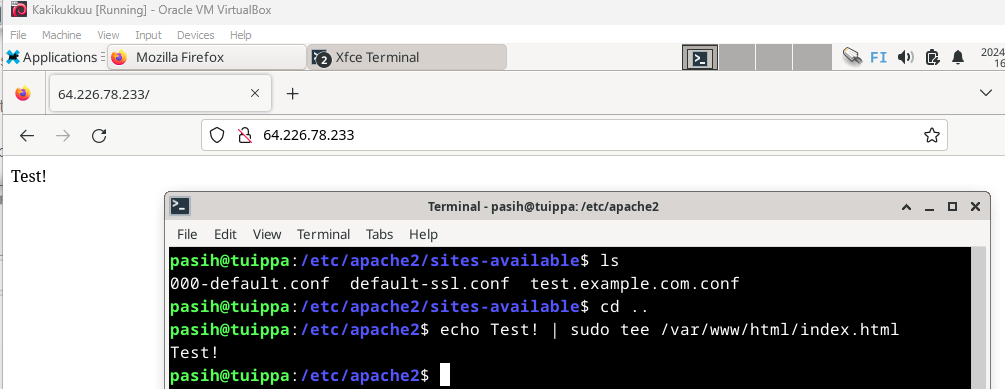 Kakikukkuu [Running] - Oracle VM VirtualBox
File Machine View Input Devices Help
Applications Mozilla Firefox 2 Xfce Terminal FI 2024
16
64.226.78.233/
64.226.78.233
Test!
Terminal - pasih@tuippa: /etc/apache2
File Edit View Terminal Tabs Help
pasih@tuippa:/etc/apache2/sites-available$ ls
000-default.conf default-ssl.conf test.example.com.conf
pasih@tuippa:/etc/apache2/sites-available$ cd ..
pasih@tuippa:/etc/apache2$ echo Test! | sudo tee /var/www/html/index.html
Test!
pasih@tuippa:/etc/apache2$